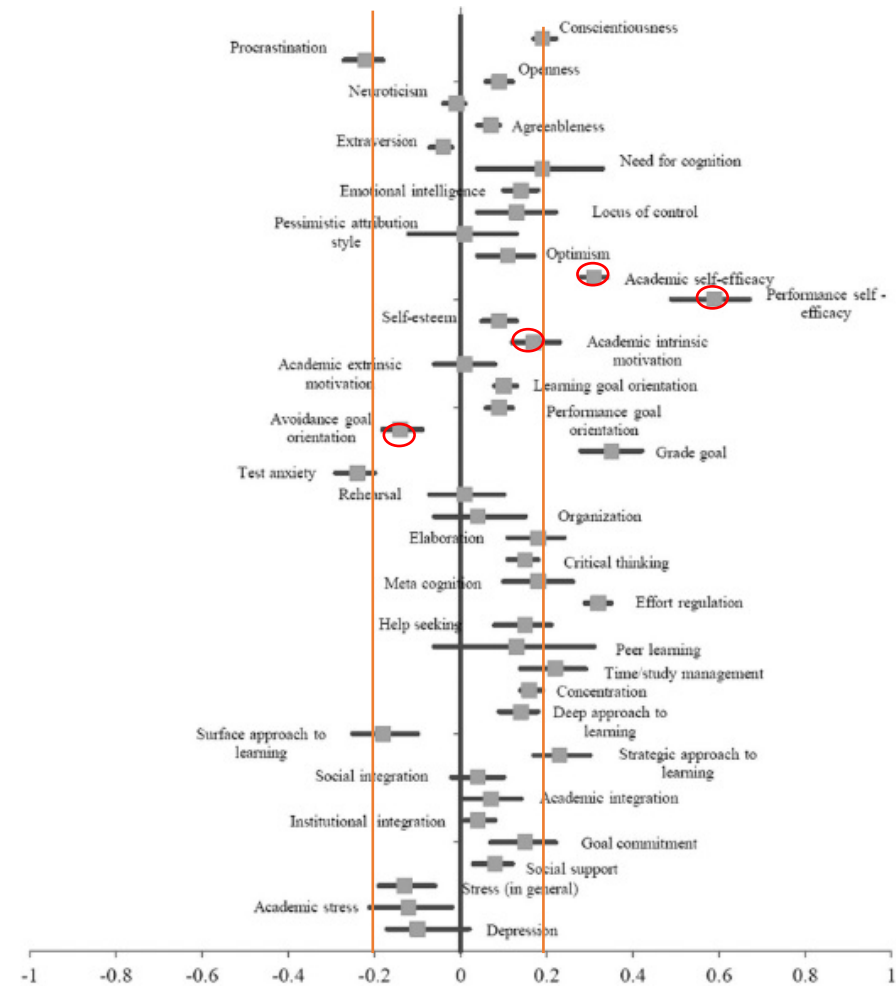 Conscientiousness
Procrastination
Openness
Neuroticism
Agreeableness
Extraversion
Need for cognition
Emotional intelligence
Locus of control
Pessimistic attribution
style
Optimism
Academic self-efficacy
Performance self -
efficacy
Self-esteem
Academic intrinsic
motivation
Academic extrinsic
motivation
Learning goal orientation
Performance goal
orientation
Avoidance goal
orientation
Grade goal
Test anxiety
Rehearsal
Organization
Elaboration
Critical thinking
Meta cognition
Effort regulation
Help seeking
Peer learning
Time/study management
Concentration
Deep approach to
learning
Surface approach to
learning
Strategic approach to
learning
Social integration
Academic integration
Institutional integration
Goal commitment
Social support
Stress (in general)
Academic stress
Depression
-1 -0.8 -0.6 -0.4 -0.2 0 0.2 0.4 0.6 0.8 1